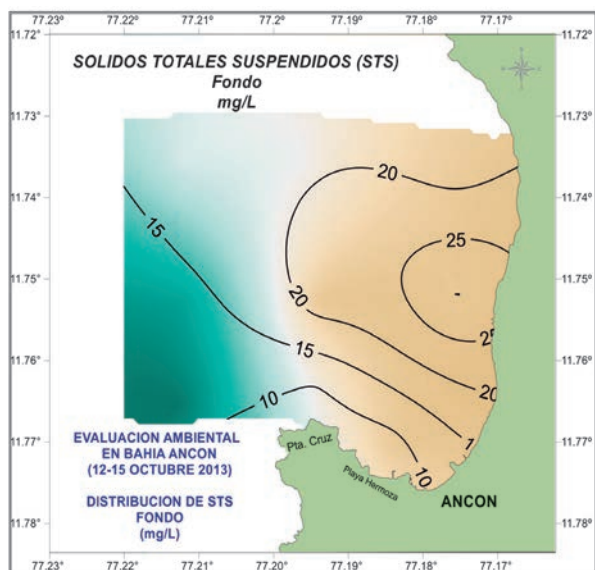 77.23° 77.22° 77.21° 77.20° 77.19° 77.18° 77.17°
11.72° 11.72°
SOLIDOS TOTALES SUSPENDIDOS (STS)
Fondo
mg/L
11.73° 11.73°
11.74° 11.74°
20
15
25
11.75° 11.75°
20
25
15
11.76° 11.76°
20
10
1
11.77° 11.77°
10
EVALUACION AMBIENTAL
EN BAHIA ANCON
(12-15 OCTUBRE 2013)
Pta. Cruz
Playa Hermoza
ANCON
DISTRIBUCION DE STS
FONDO
(mg/L)
11.78° 11.78°
77.23° 77.22° 77.21° 77.20° 77.19° 77.18° 77.17°